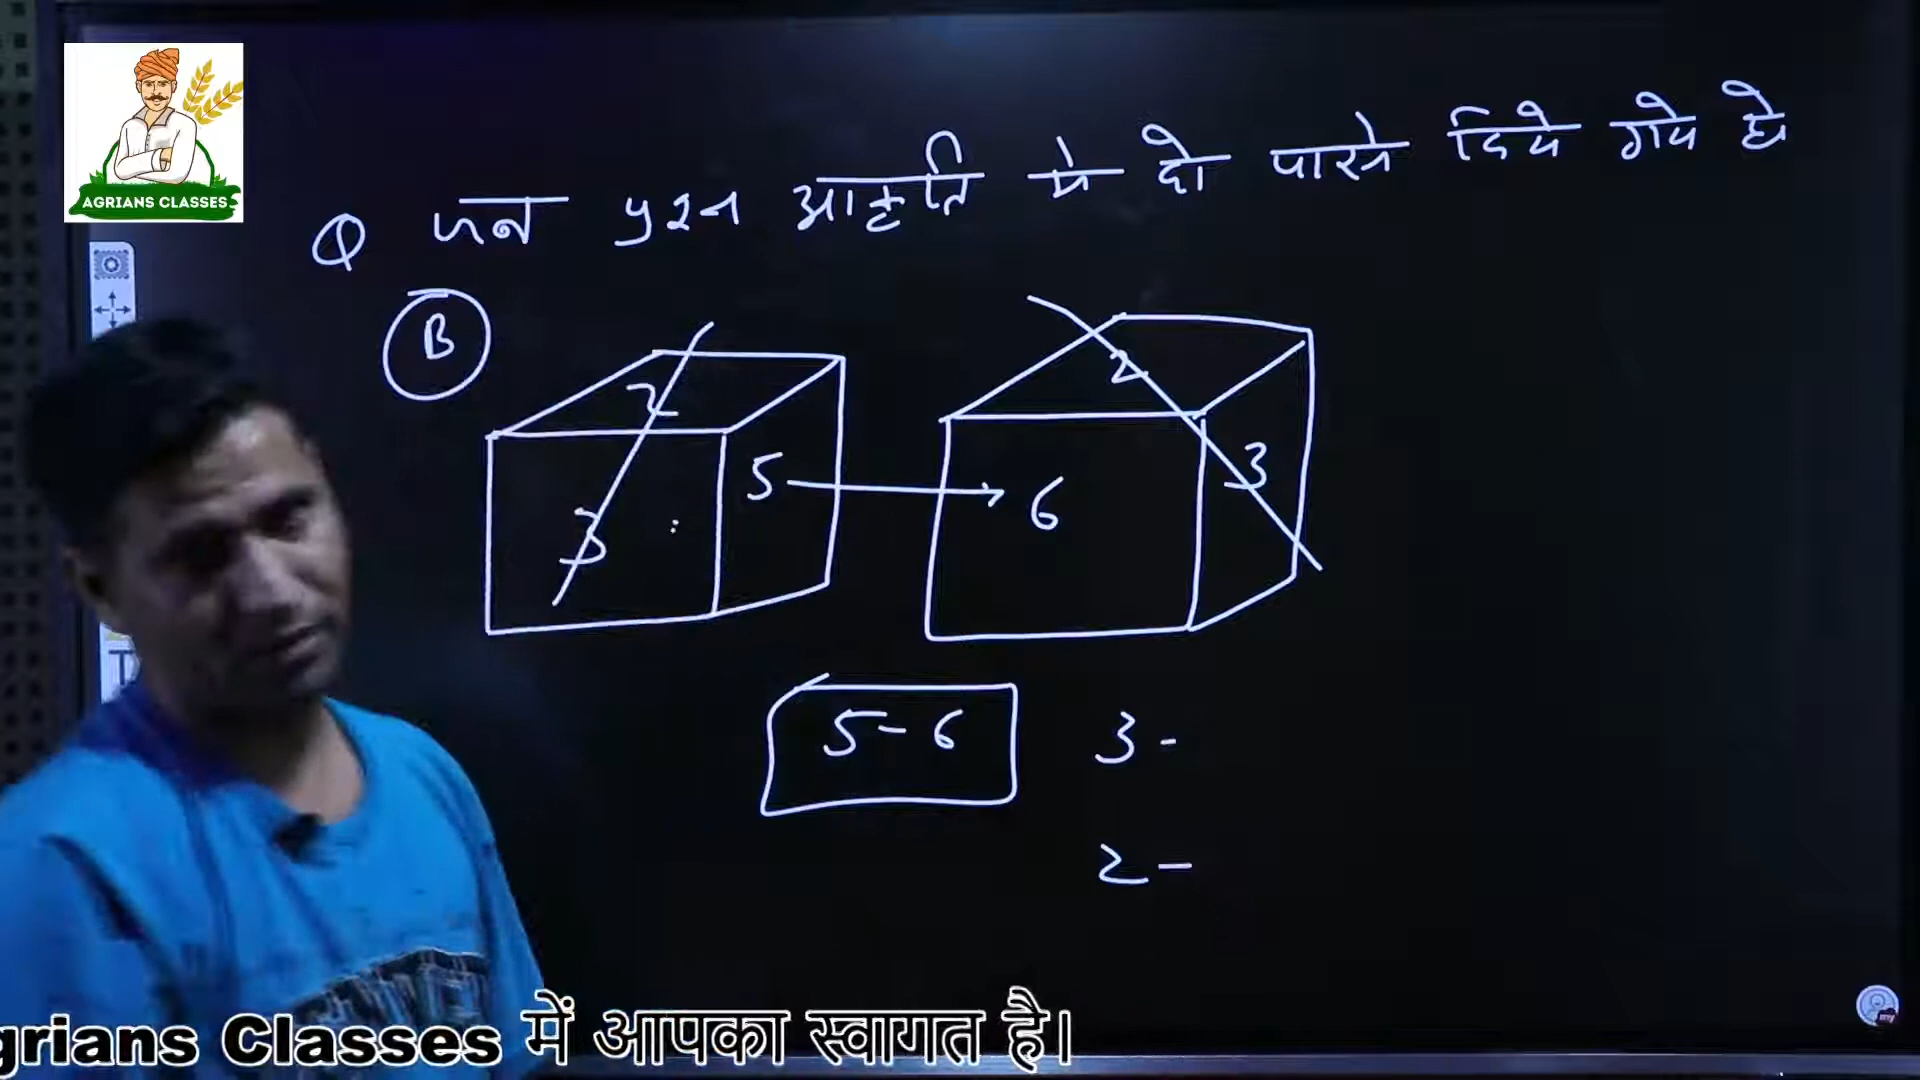 AGRIANS CLASSES
Q जब प्रश्न आकृति मे दो पासे दिये गये हो
B
2 2
5 6 3
3
5 - 6 3 -
2 -
T
grians Classes में आपका स्वागत है।